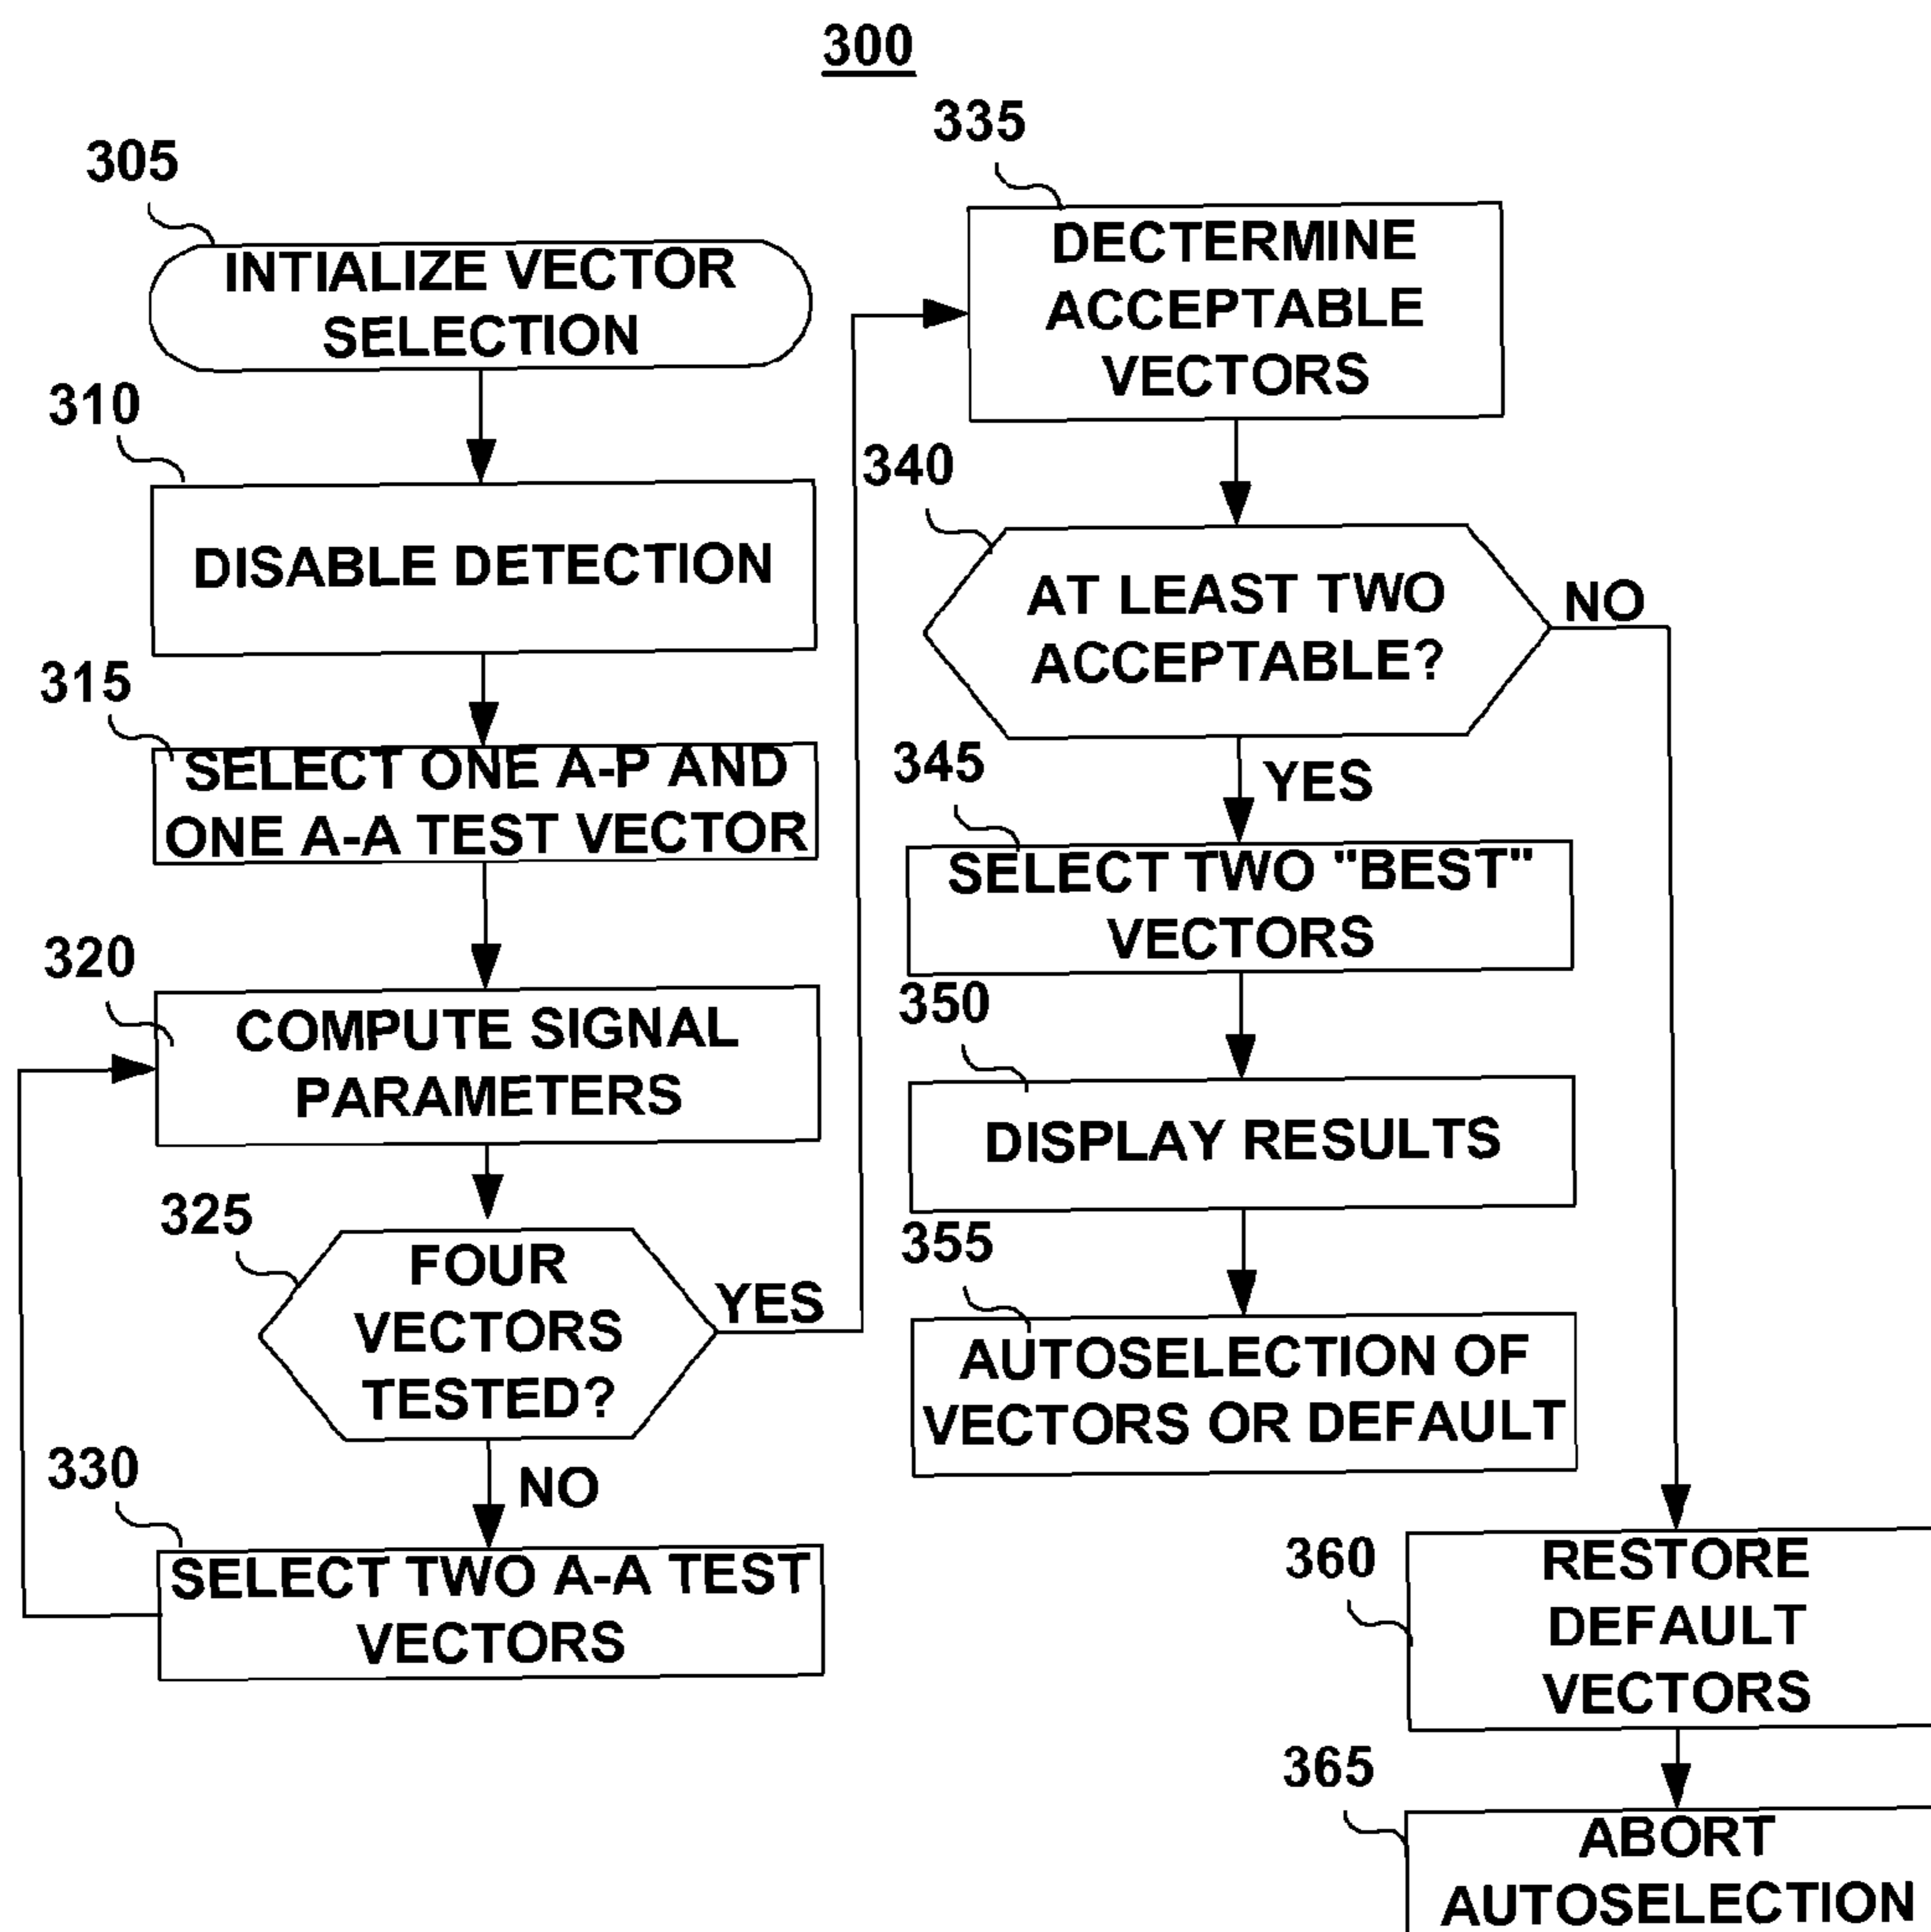 300
305
INTIALIZE VECTOR
SELECTION
310
DISABLE DETECTION
315
SELECT ONE A-P AND
ONE A-A TEST VECTOR
320
COMPUTE SIGNAL
PARAMETERS
325
FOUR
VECTORS
TESTED?
YES
NO
330
SELECT TWO A-A TEST
VECTORS
335
DECTERMINE
ACCEPTABLE
VECTORS
340
AT LEAST TWO
ACCEPTABLE?
NO
YES
345
SELECT TWO "BEST"
VECTORS
350
DISPLAY RESULTS
355
AUTOSELECTION OF
VECTORS OR DEFAULT
360
RESTORE
DEFAULT
VECTORS
365
ABORT
AUTOSELECTION